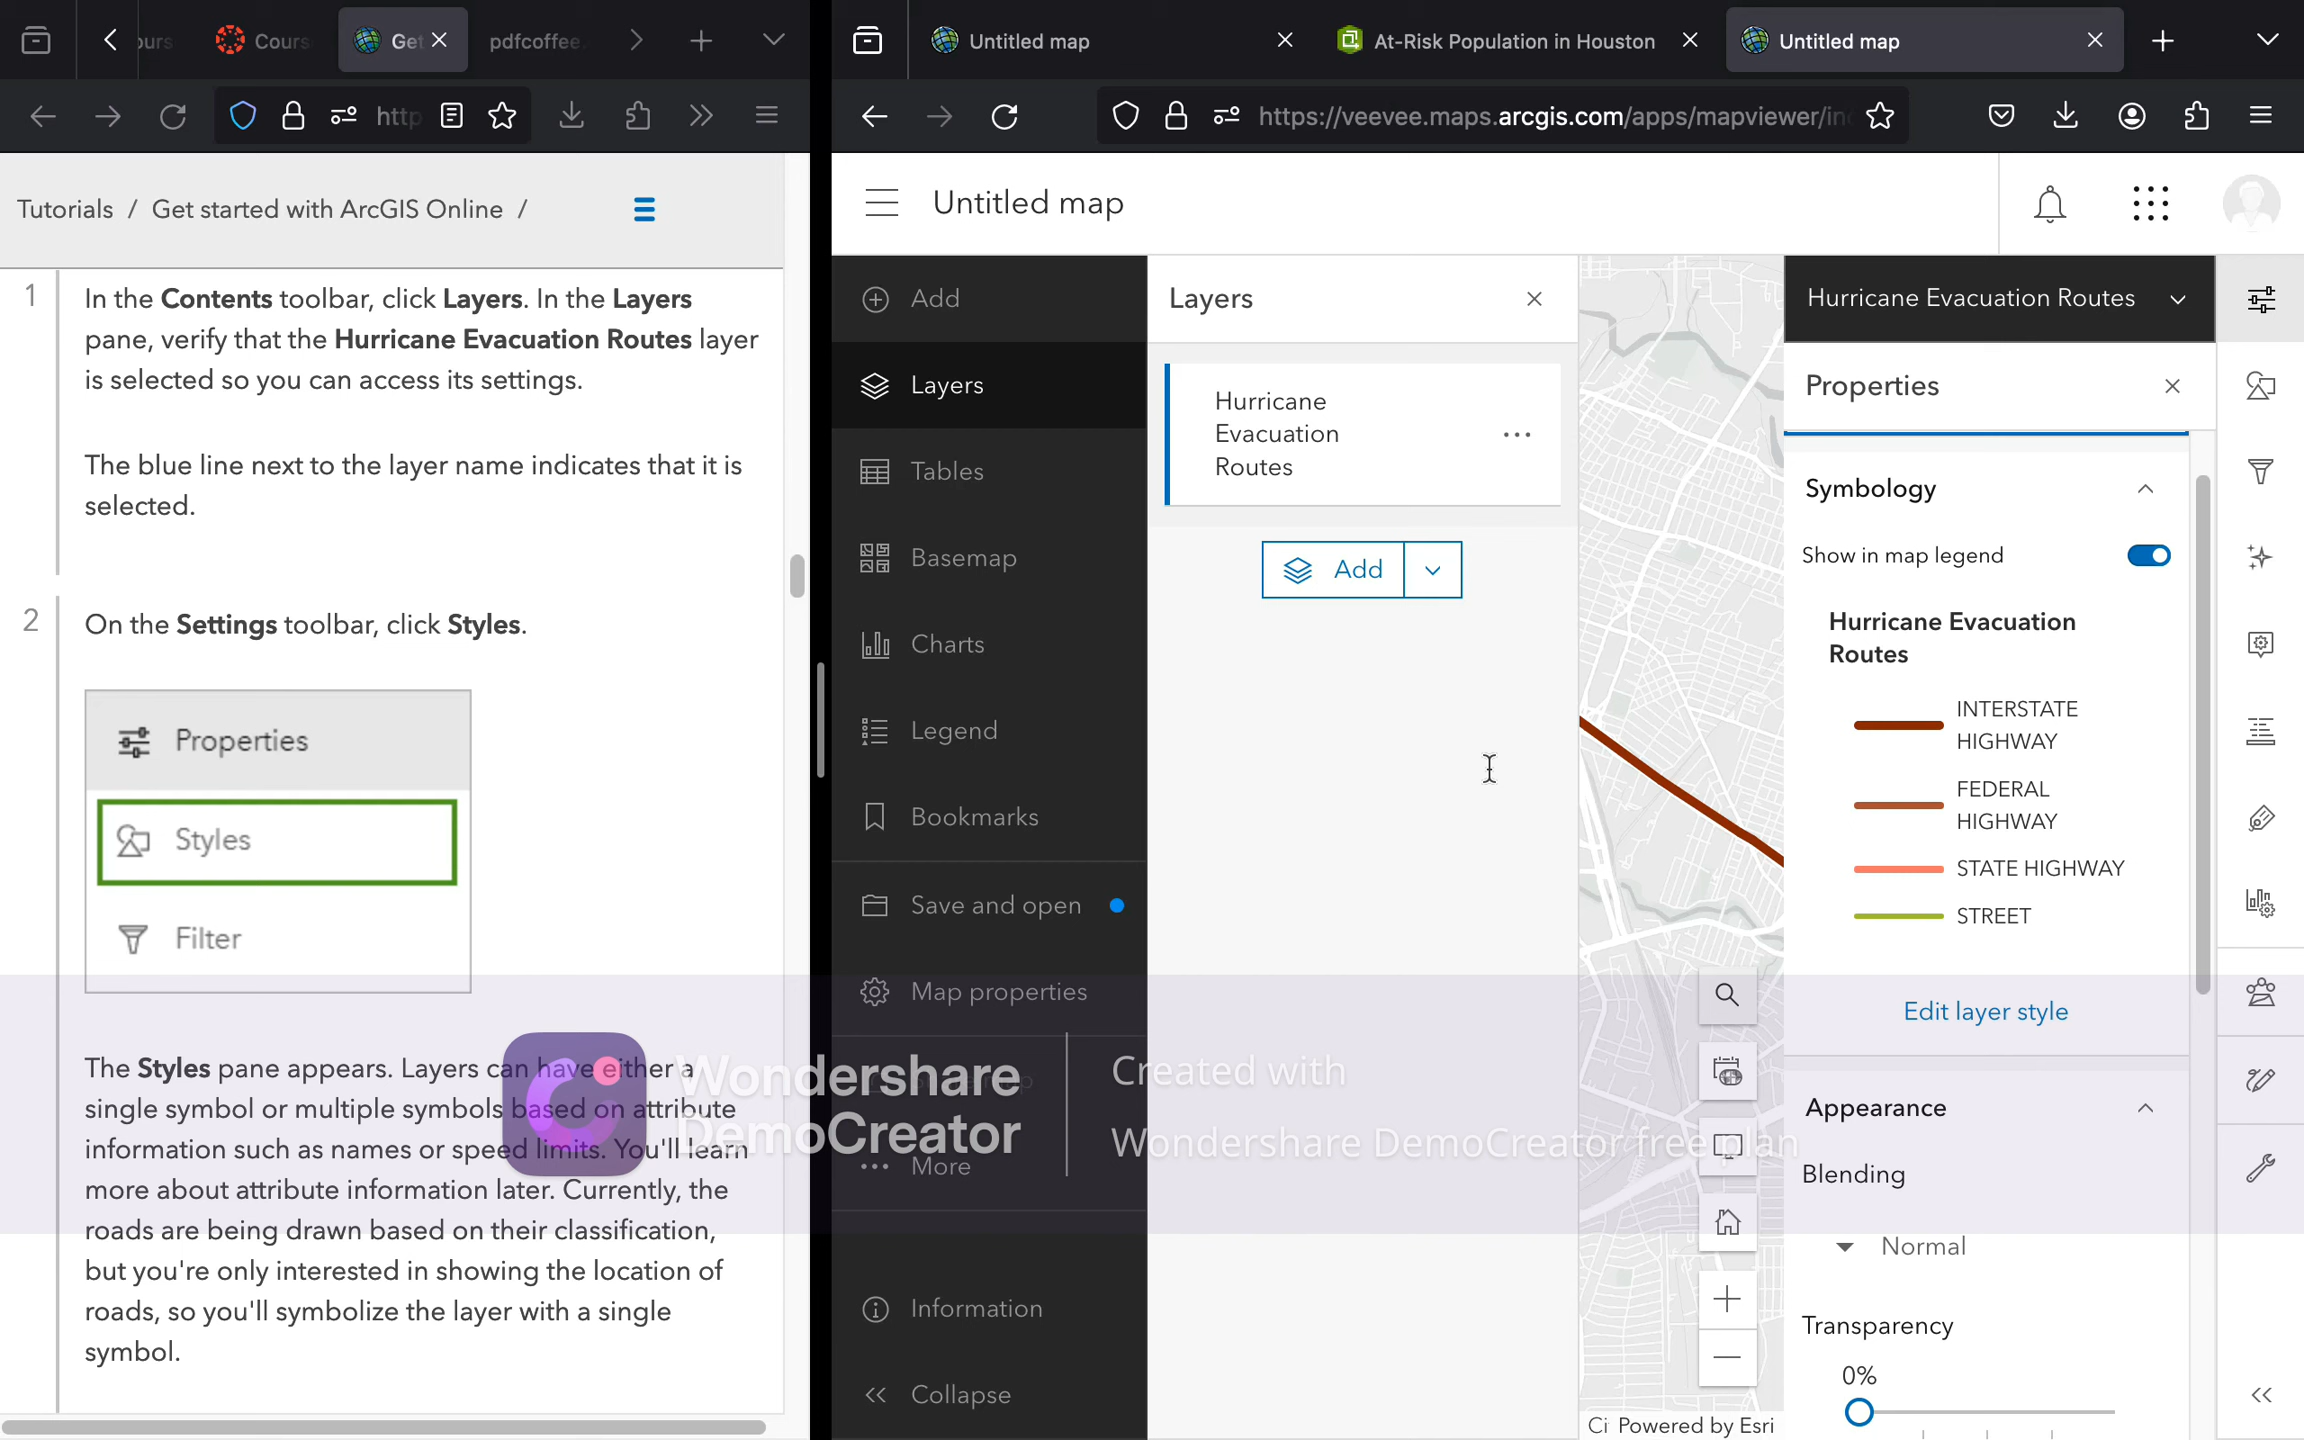 ours
Cours
Get
pdfcoffee.
Untitled map
At-Risk Population in Houston
Untitled map
http
https://veevee.maps.arcgis.com/apps/mapviewer/in
Tutorials / Get started with ArcGIS Online /
1
In the Contents toolbar, click Layers. In the Layers
pane, verify that the Hurricane Evacuation Routes layer
is selected so you can access its settings.
The blue line next to the layer name indicates that it is
selected.
2
On the Settings toolbar, click Styles.
Properties
Styles
Filter
The Styles pane appears. Layers can have either a
single symbol or multiple symbols based on attribute
information such as names or speed limits. You'll learn
more about attribute information later. Currently, the
roads are being drawn based on their classification,
but you're only interested in showing the location of
roads, so you'll symbolize the layer with a single
symbol.
Untitled map
Add
Layers
Tables
Basemap
Charts
Legend
Bookmarks
Save and open
Map properties
More
Information
Collapse
Layers
Hurricane
Evacuation
Routes
Add
Ci Powered by Esri
Hurricane Evacuation Routes
Properties
Symbology
Show in map legend
Hurricane Evacuation
Routes
INTERSTATE
HIGHWAY
FEDERAL
HIGHWAY
STATE HIGHWAY
STREET
Edit layer style
Appearance
Blending
Normal
Transparency
0%
Wondershare
DemoCreator
Created with
Wondershare DemoCreator free plan